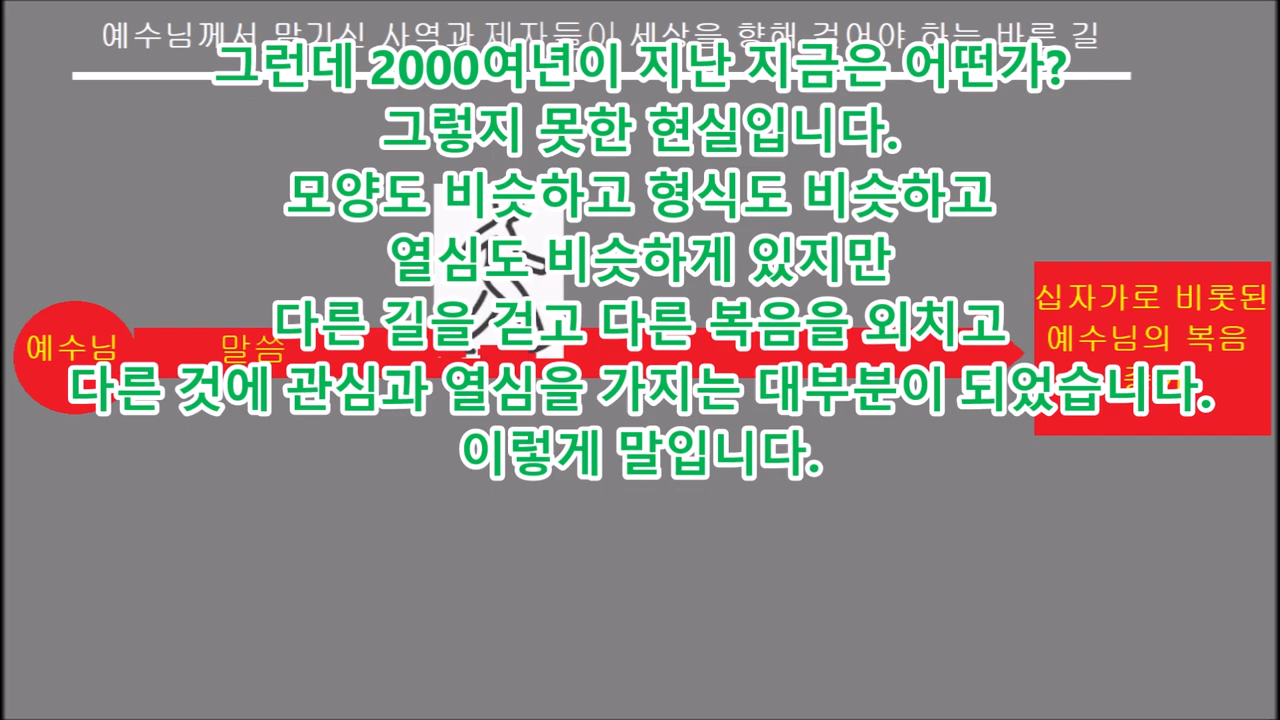 예수님께서 맡기신 사역과 제자들이 세상을 향해 걸어야 하는 바른 길
그런데 2000여년이 지난 지금은 어떤가?
그렇지 못한 현실입니다.
모양도 비슷하고 형식도 비슷하고
열심도 비슷하게 있지만
다른 길을 걷고 다른 복음을 외치고
다른 것에 관심과 열심을 가지는 대부분이 되었습니다.
이렇게 말입니다.
예수님
말씀
십자가로 비롯된
예수님의 복음